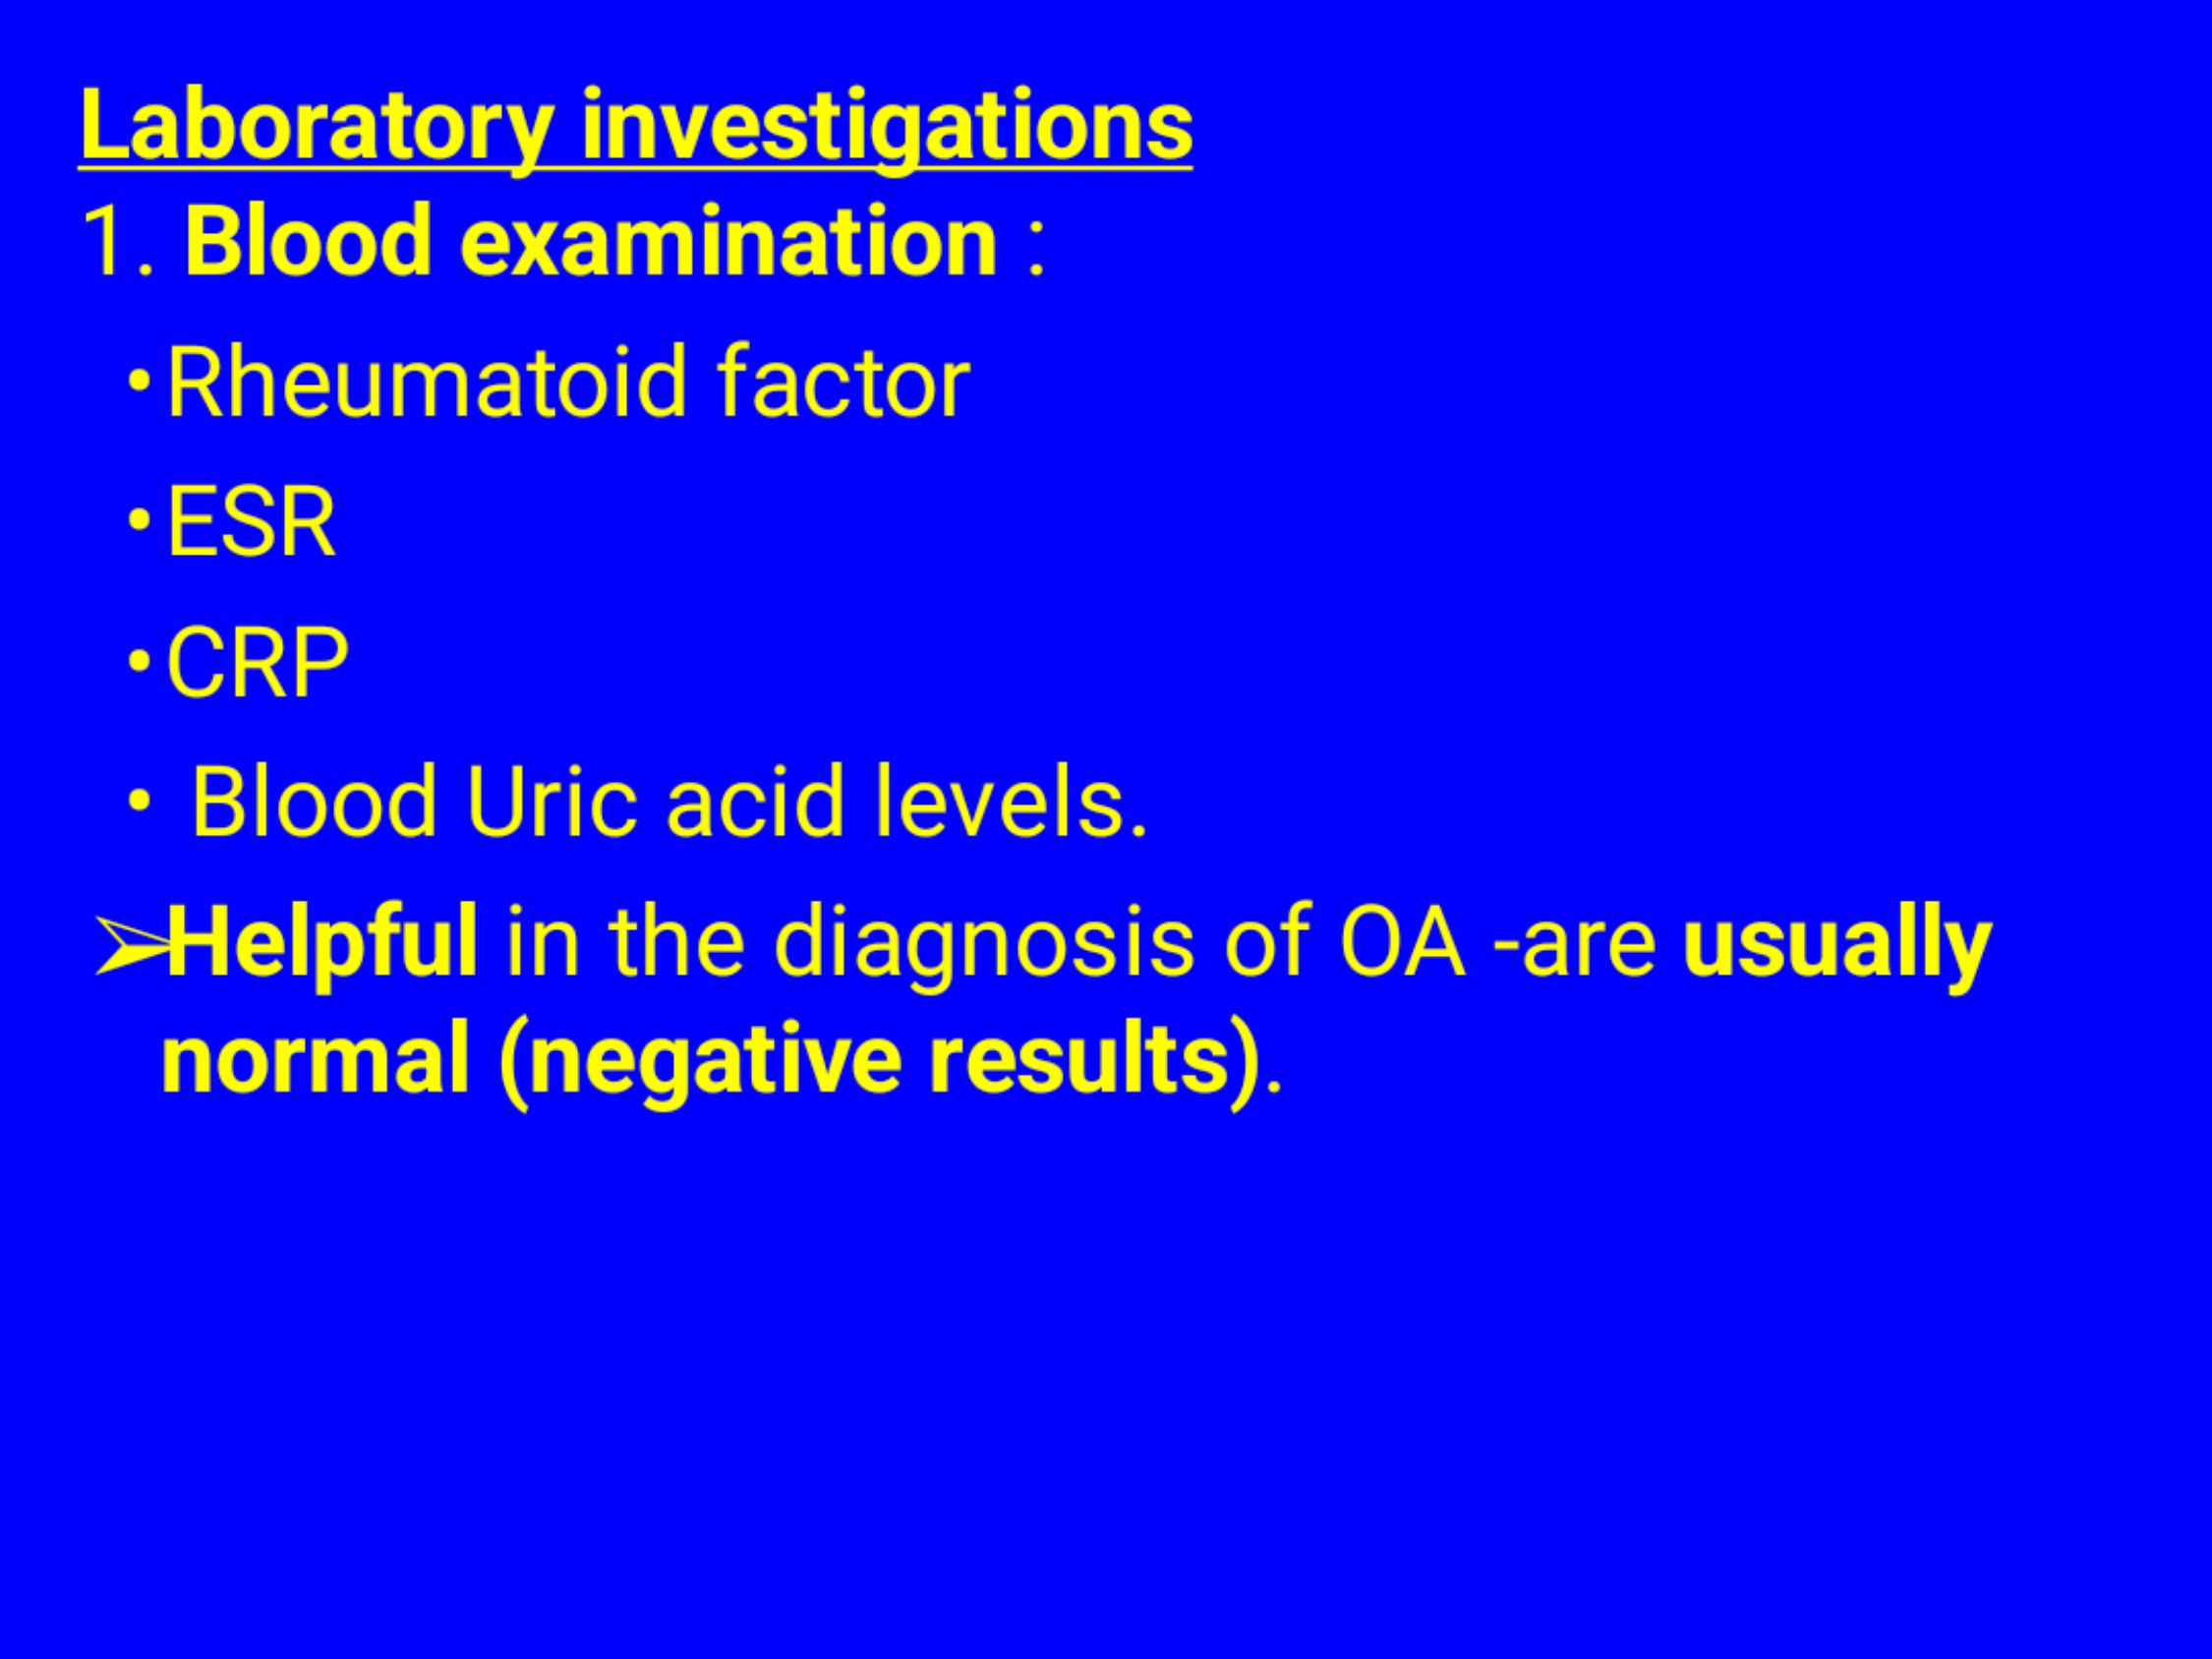 Laboratory investigations
1. Blood examination :
•Rheumatoid factor
•ESR
•CRP
• Blood Uric acid levels.
➢Helpful in the diagnosis of OA -are usually
normal (negative results).